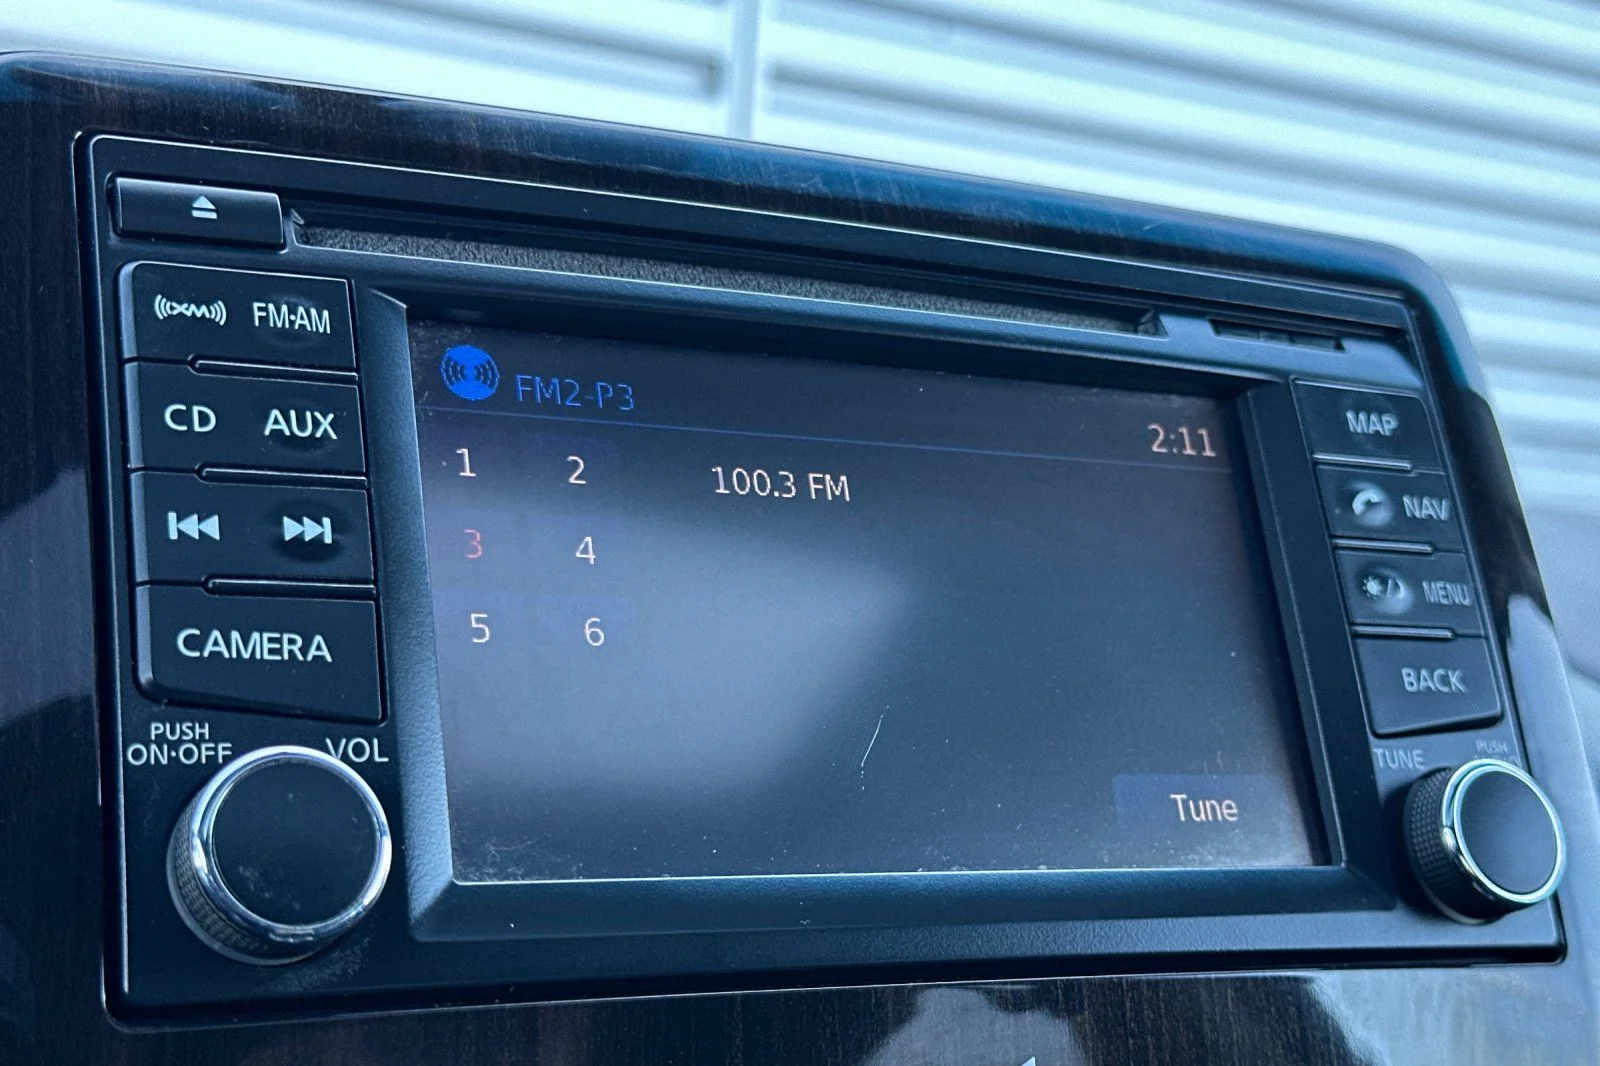 XM FM·AM
CD AUX
CAMERA
PUSH
ON·OFF VOL
FM2-P3
2:11
1 2 100.3 FM
3 4
5 6
Tune
MAP
NAV
MENU
BACK
TUNE PUSH